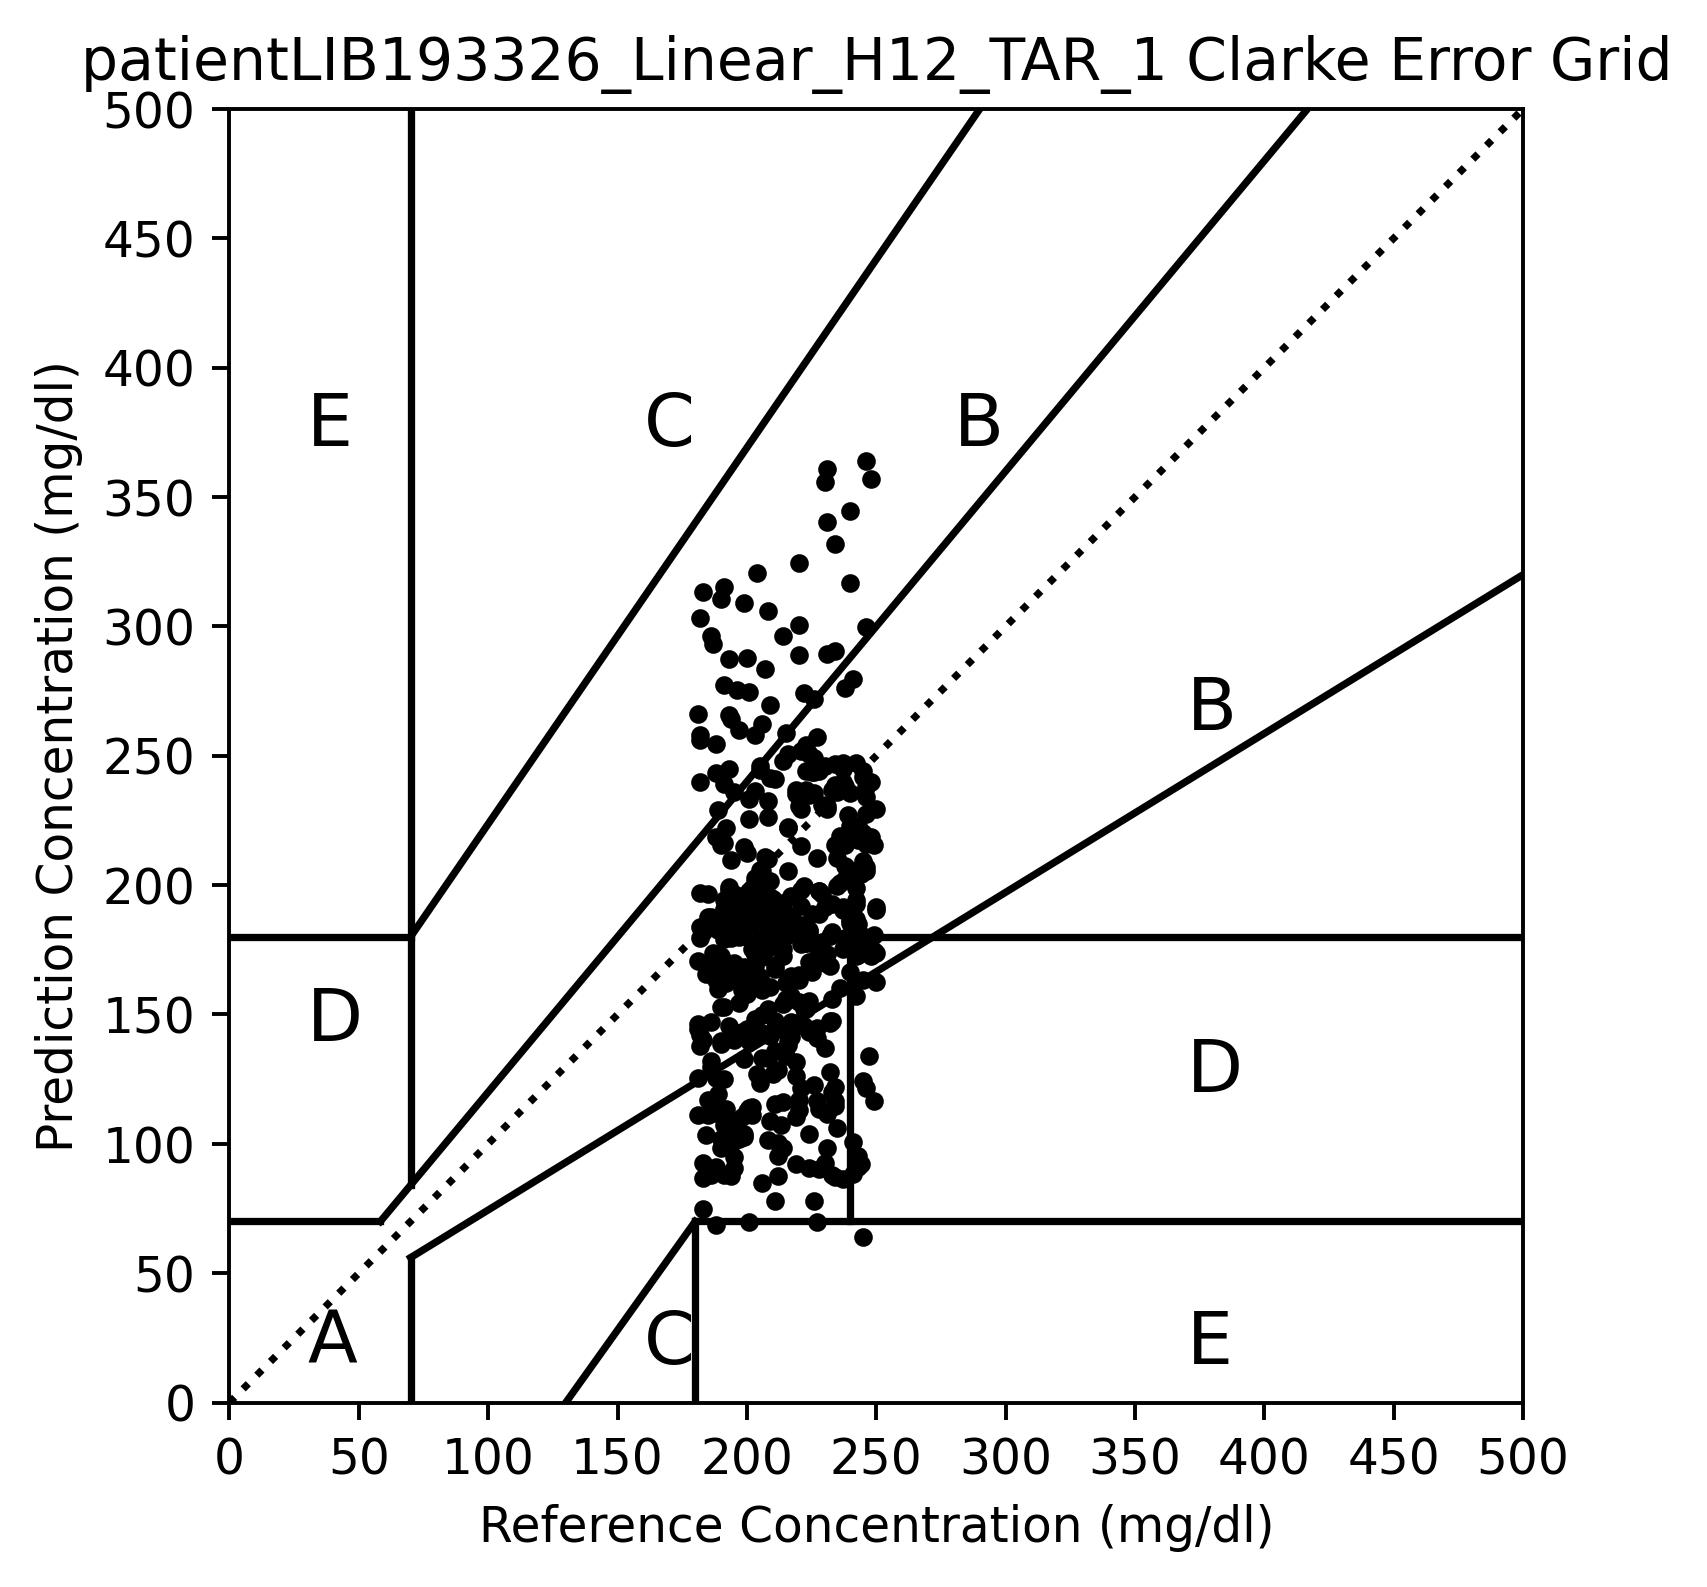 patientLIB193326_Linear_H12_TAR_1 Clarke Error Grid
500
450
400
350
300
250
200
150
100
50
0
Prediction Concentration (mg/dl)
E
C
B
B
D
D
A
C
E
0 50 100 150 200 250 300 350 400 450 500
Reference Concentration (mg/dl)